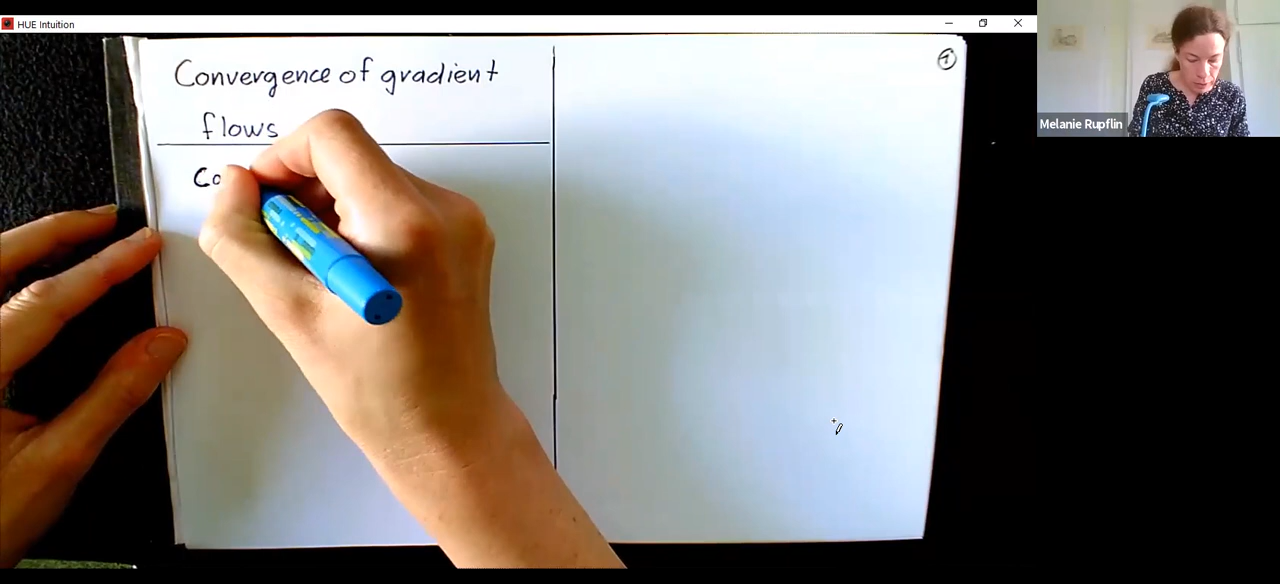 HUE Intuition
Convergence of gradient
flows
Co
1
Melanie Rupflin